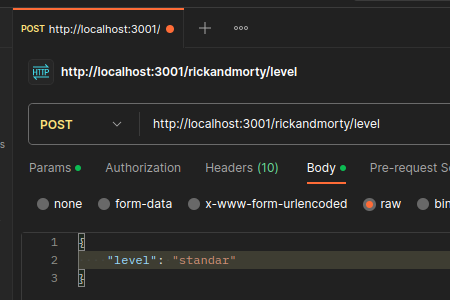 POST http://localhost:3001/
HTTP http://localhost:3001/rickandmorty/level
POST http://localhost:3001/rickandmorty/level
s
Params Authorization Headers (10) Body Pre-request S
none form-data x-www-form-urlencoded raw bin
1 {
2 "level": "standar"
3 }